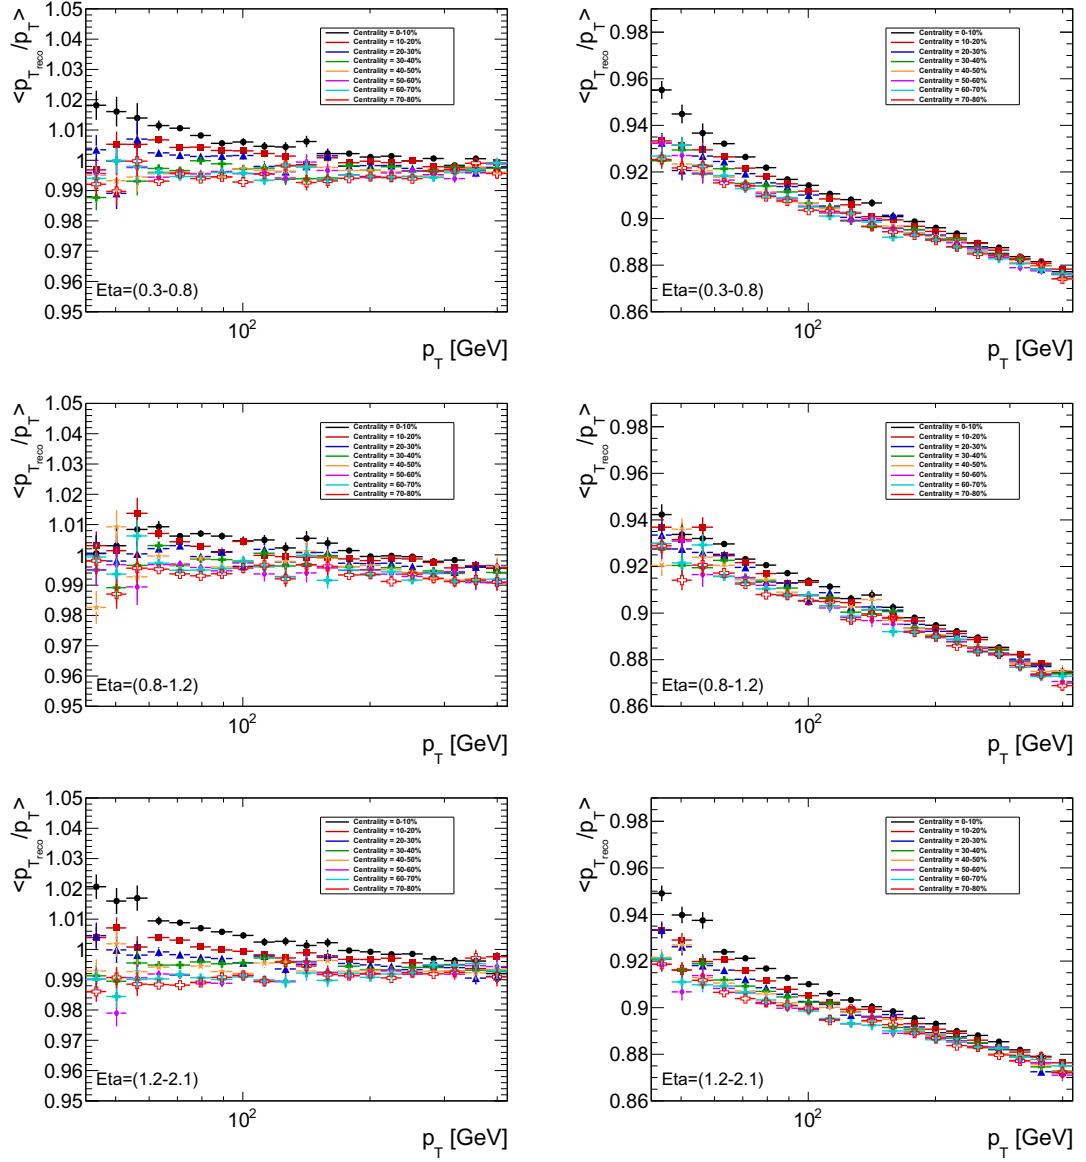 <p_T_reco/p_T>
1.05
1.04
1.03
1.02
1.01
1
0.99
0.98
0.97
0.96
0.95
Centrality = 0-10%
Centrality = 10-20%
Centrality = 20-30%
Centrality = 30-40%
Centrality = 40-50%
Centrality = 50-60%
Centrality = 60-70%
Centrality = 70-80%
Eta=(0.3-0.8)
10^2
p_T [GeV]
<p_T_reco/p_T>
0.98
0.96
0.94
0.92
0.9
0.88
0.86
Centrality = 0-10%
Centrality = 10-20%
Centrality = 20-30%
Centrality = 30-40%
Centrality = 40-50%
Centrality = 50-60%
Centrality = 60-70%
Centrality = 70-80%
Eta=(0.3-0.8)
10^2
p_T [GeV]
<p_T_reco/p_T>
1.05
1.04
1.03
1.02
1.01
1
0.99
0.98
0.97
0.96
0.95
Centrality = 0-10%
Centrality = 10-20%
Centrality = 20-30%
Centrality = 30-40%
Centrality = 40-50%
Centrality = 50-60%
Centrality = 60-70%
Centrality = 70-80%
Eta=(0.8-1.2)
10^2
p_T [GeV]
<p_T_reco/p_T>
0.98
0.96
0.94
0.92
0.9
0.88
0.86
Centrality = 0-10%
Centrality = 10-20%
Centrality = 20-30%
Centrality = 30-40%
Centrality = 40-50%
Centrality = 50-60%
Centrality = 60-70%
Centrality = 70-80%
Eta=(0.8-1.2)
10^2
p_T [GeV]
<p_T_reco/p_T>
1.05
1.04
1.03
1.02
1.01
1
0.99
0.98
0.97
0.96
0.95
Centrality = 0-10%
Centrality = 10-20%
Centrality = 20-30%
Centrality = 30-40%
Centrality = 40-50%
Centrality = 50-60%
Centrality = 60-70%
Centrality = 70-80%
Eta=(1.2-2.1)
10^2
p_T [GeV]
<p_T_reco/p_T>
0.98
0.96
0.94
0.92
0.9
0.88
0.86
Centrality = 0-10%
Centrality = 10-20%
Centrality = 20-30%
Centrality = 30-40%
Centrality = 40-50%
Centrality = 50-60%
Centrality = 60-70%
Centrality = 70-80%
Eta=(1.2-2.1)
10^2
p_T [GeV]